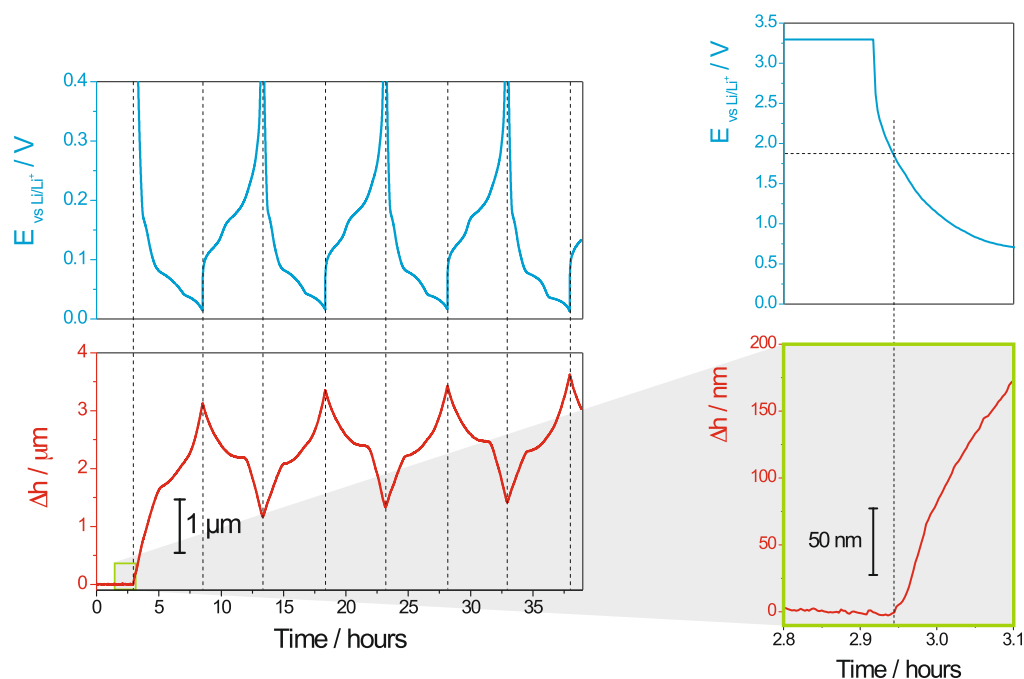 E vs Li/Li+ / V
0.4
0.3
0.2
0.1
0.0
Δh / μm
4
3
2
1
0
1 μm
0 5 10 15 20 25 30 35
Time / hours
E vs Li/Li+ / V
3.5
3.0
2.5
2.0
1.5
1.0
0.5
0.0
Δh / nm
200
150
100
50
0
50 nm
2.8 2.9 3.0 3.1
Time / hours